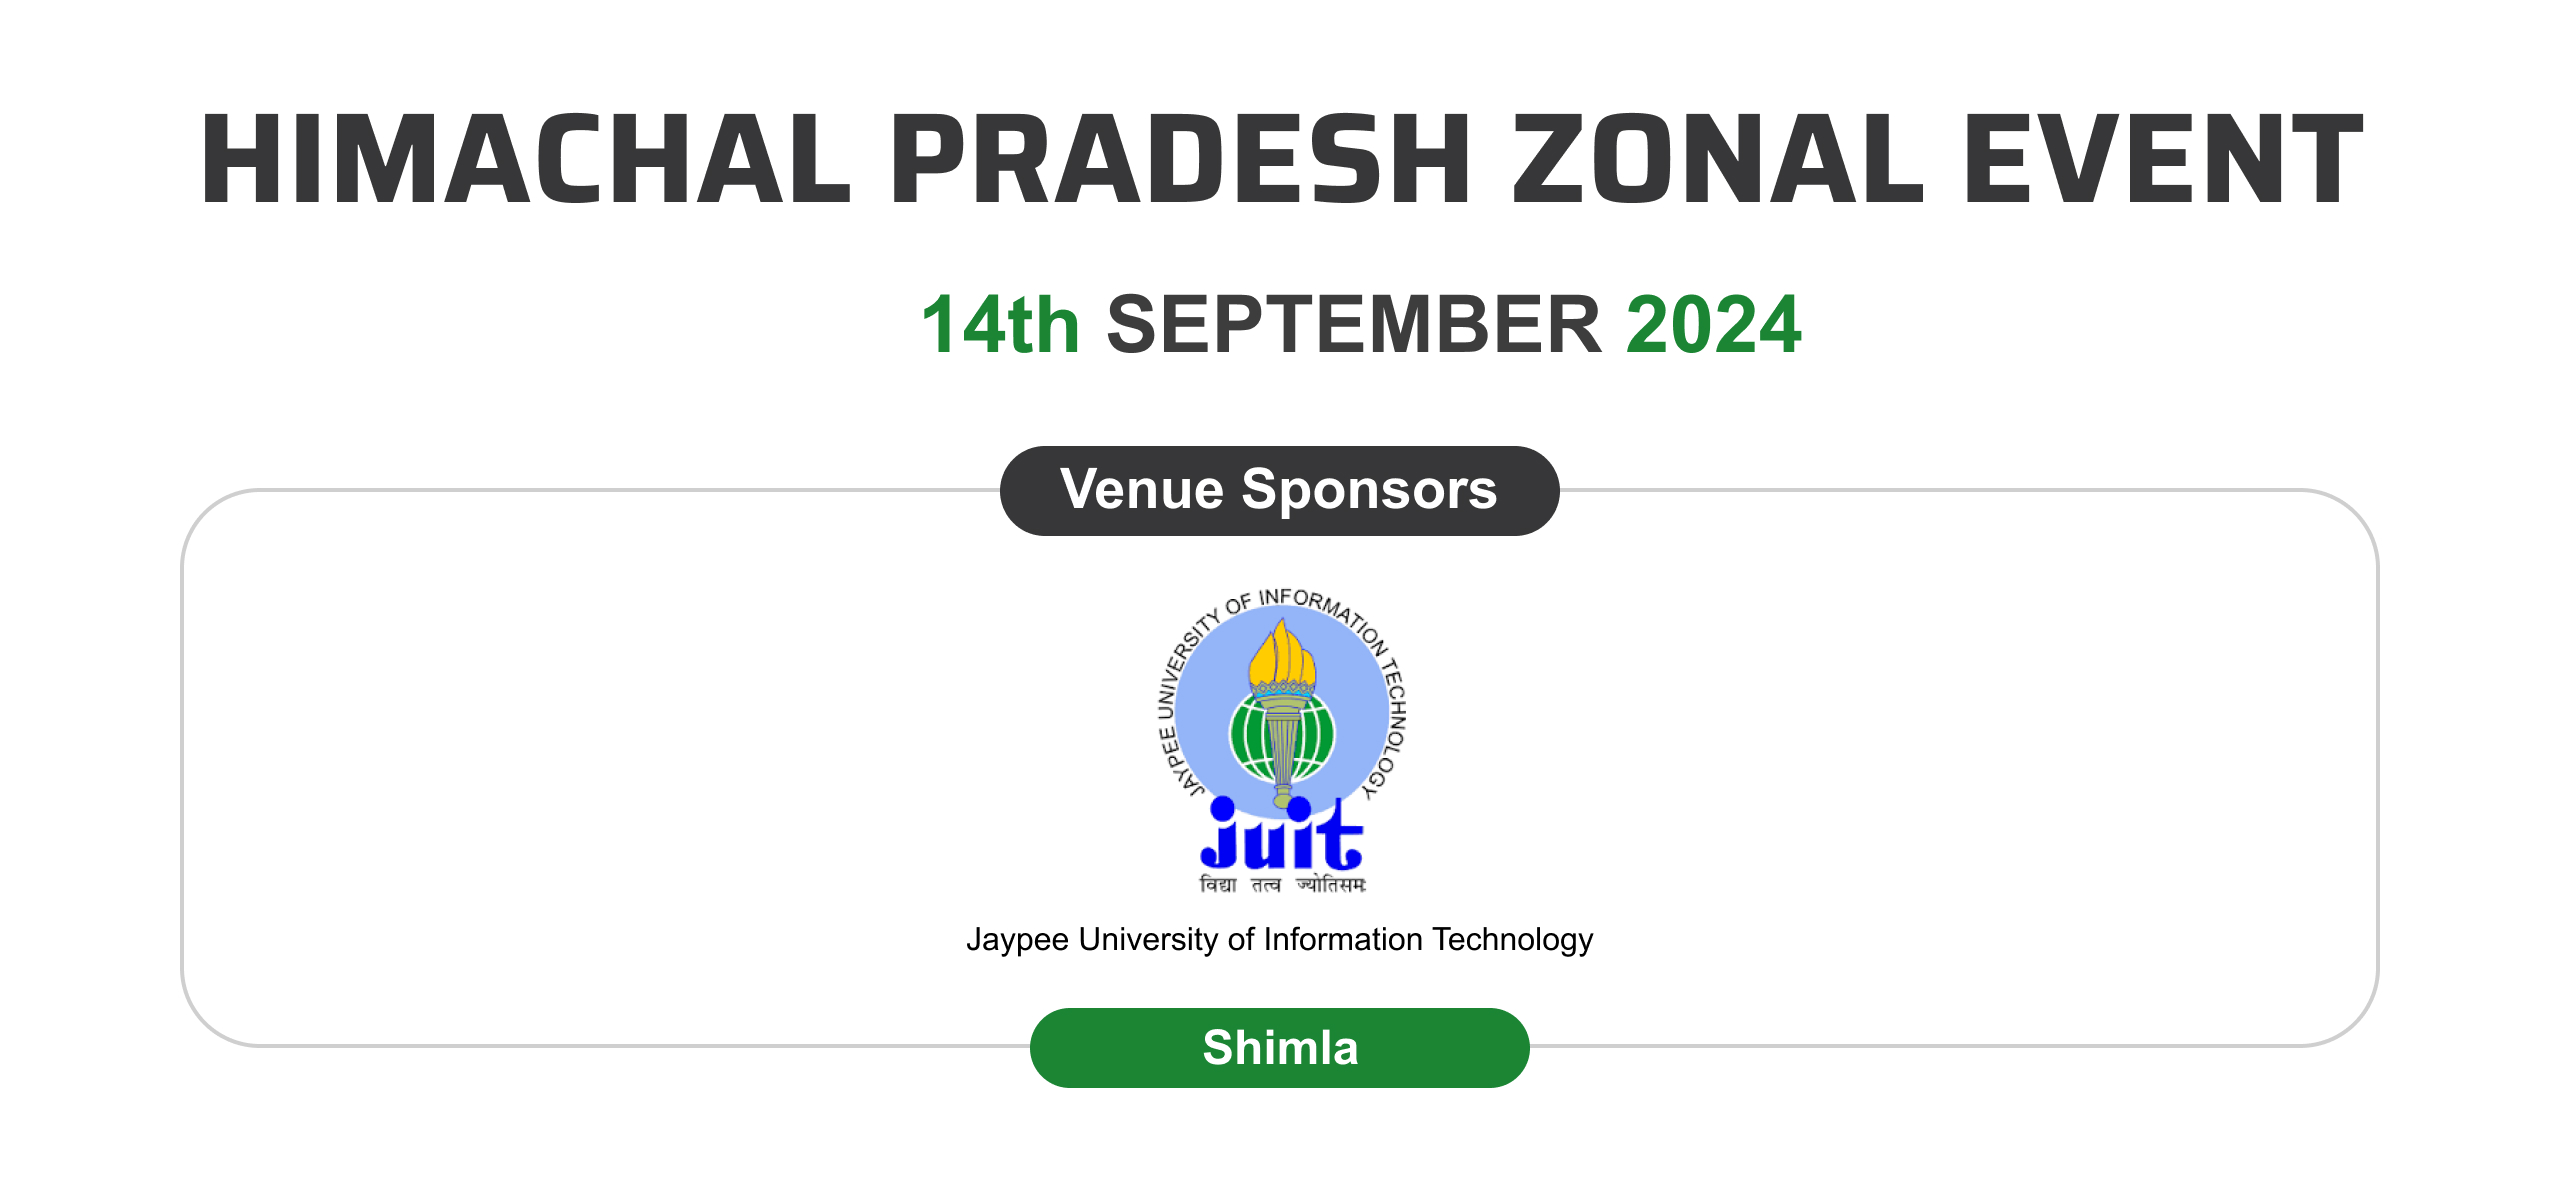 HIMACHAL PRADESH ZONAL EVENT
14th SEPTEMBER 2024
Venue Sponsors
JAYPEE UNIVERSITY OF INFORMATION TECHNOLOGY
juit
विद्या तत्व ज्योतिसमः
Jaypee University of Information Technology
Shimla